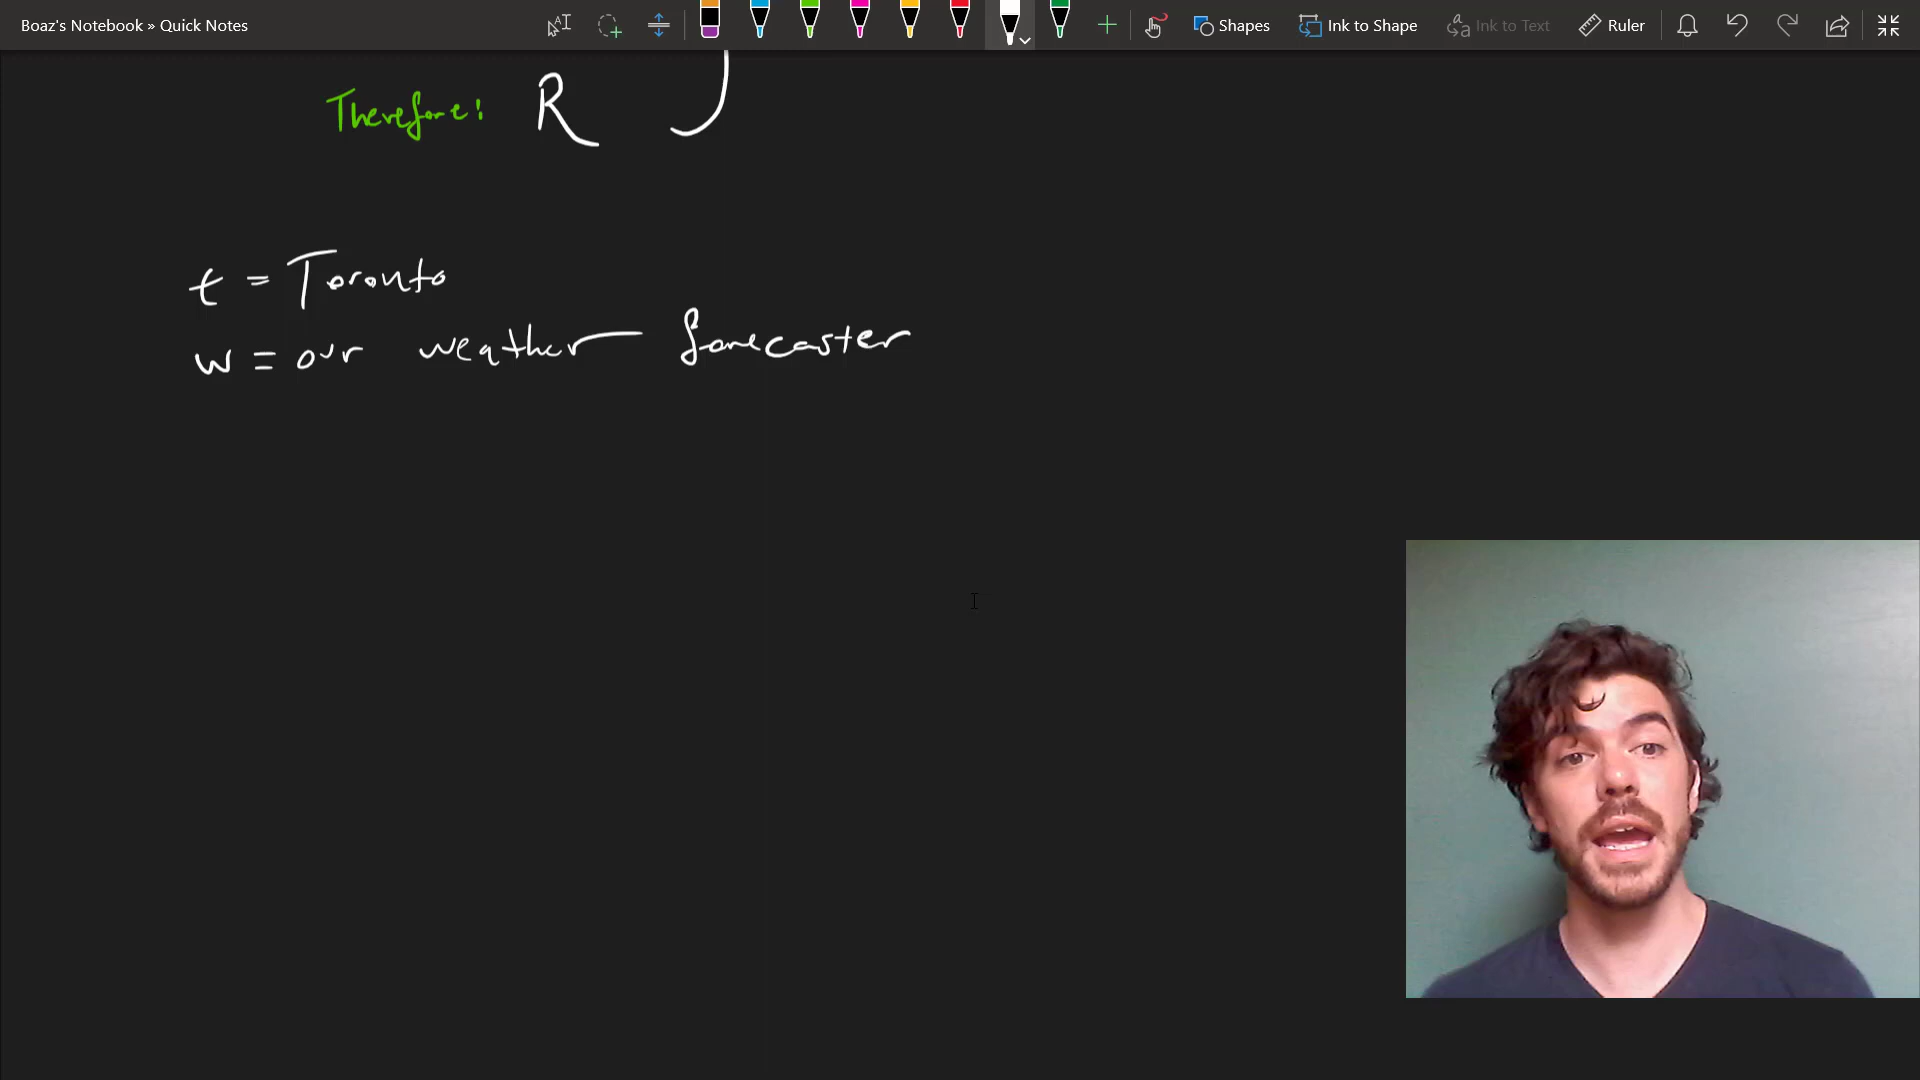 Boaz's Notebook » Quick Notes
Shapes
Ink to Shape
Ink to Text
Ruler
Therefore: R
t = Toronto
w = our weather forecaster